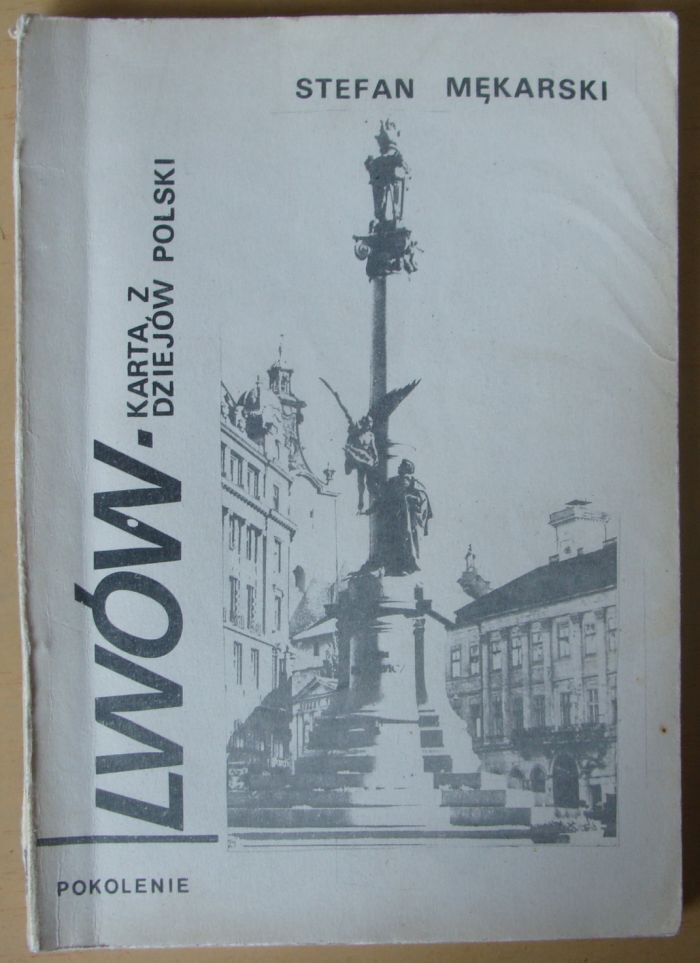 STEFAN MĘKARSKI
LWÓW.
KARTA Z
DZIEJÓW POLSKI
POKOLENIE